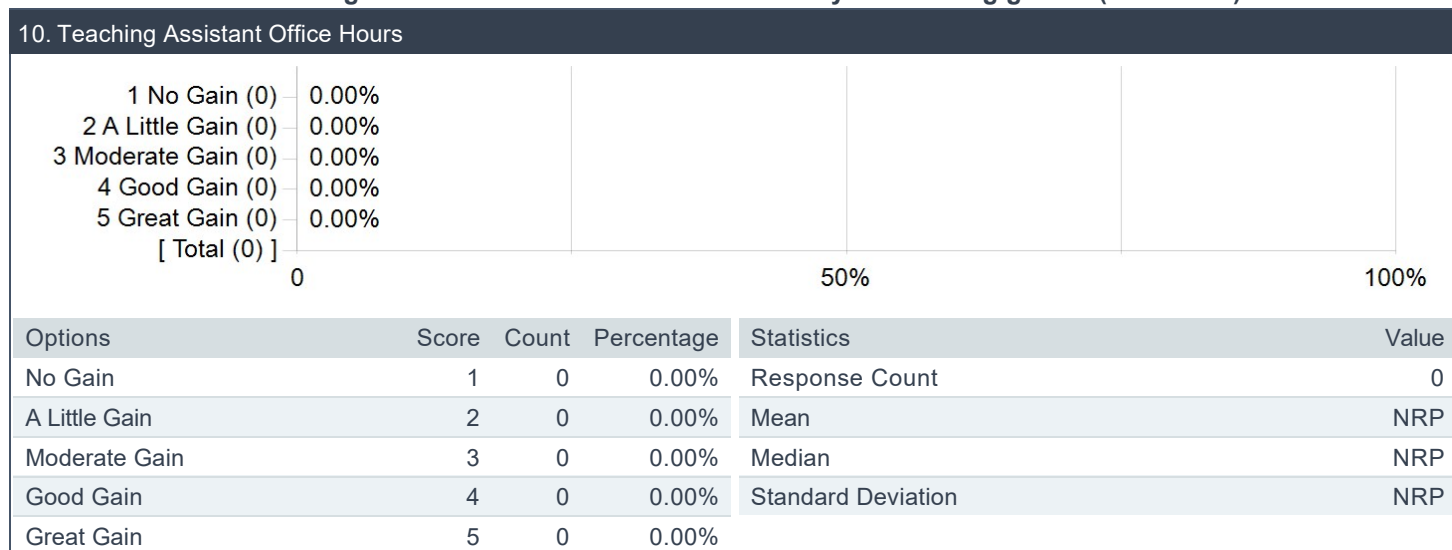 10. Teaching Assistant Office Hours
1 No Gain (0) 0.00%
2 A Little Gain (0) 0.00%
3 Moderate Gain (0) 0.00%
4 Good Gain (0) 0.00%
5 Great Gain (0) 0.00%
[ Total (0) ]
0 50% 100%
Options Score Count Percentage Statistics Value
No Gain 1 0 0.00% Response Count 0
A Little Gain 2 0 0.00% Mean NRP
Moderate Gain 3 0 0.00% Median NRP
Good Gain 4 0 0.00% Standard Deviation NRP
Great Gain 5 0 0.00%